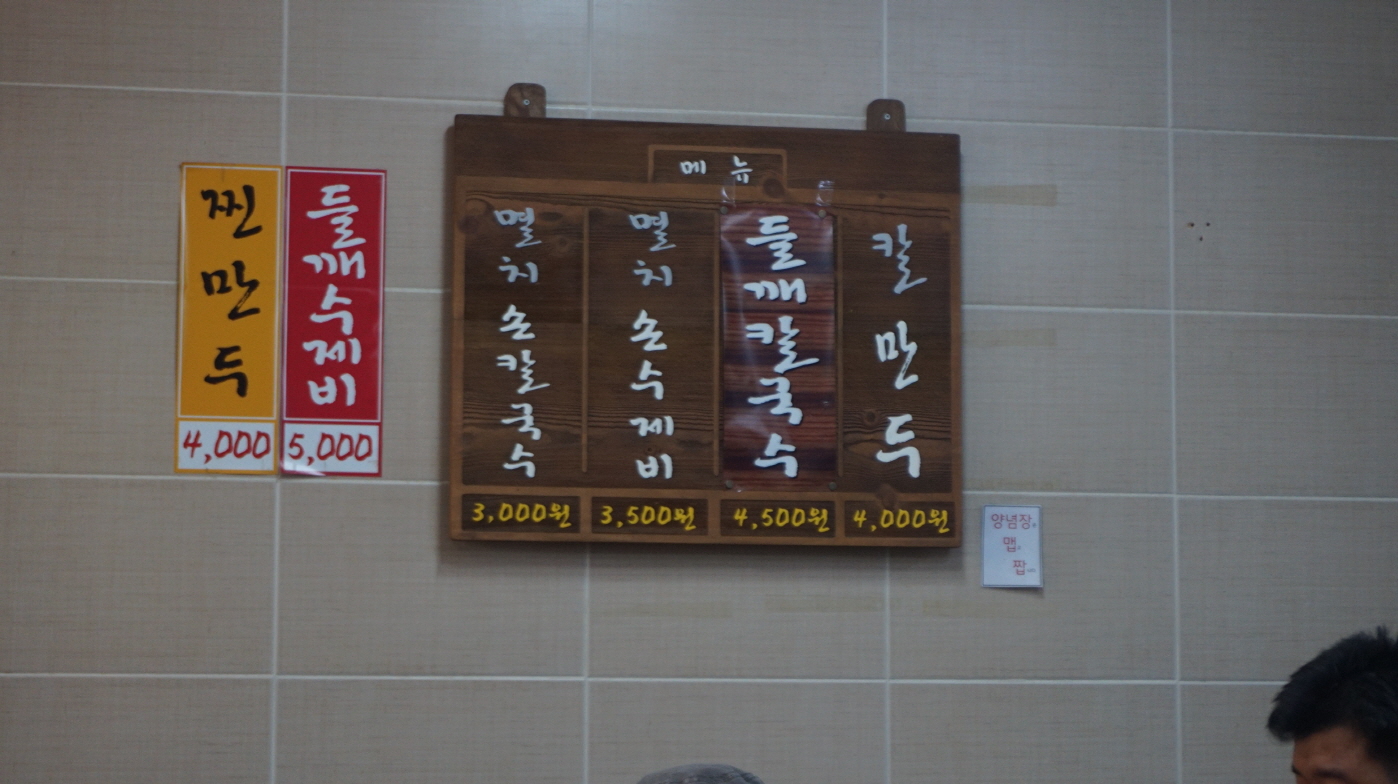 찐만두
4,000
들깨수제비
5,000
메뉴
멸치손칼국수
3,000원
멸치손수제비
3,500원
들깨칼국수
4,500원
칼만두
4,000원
양념장
맵
짭